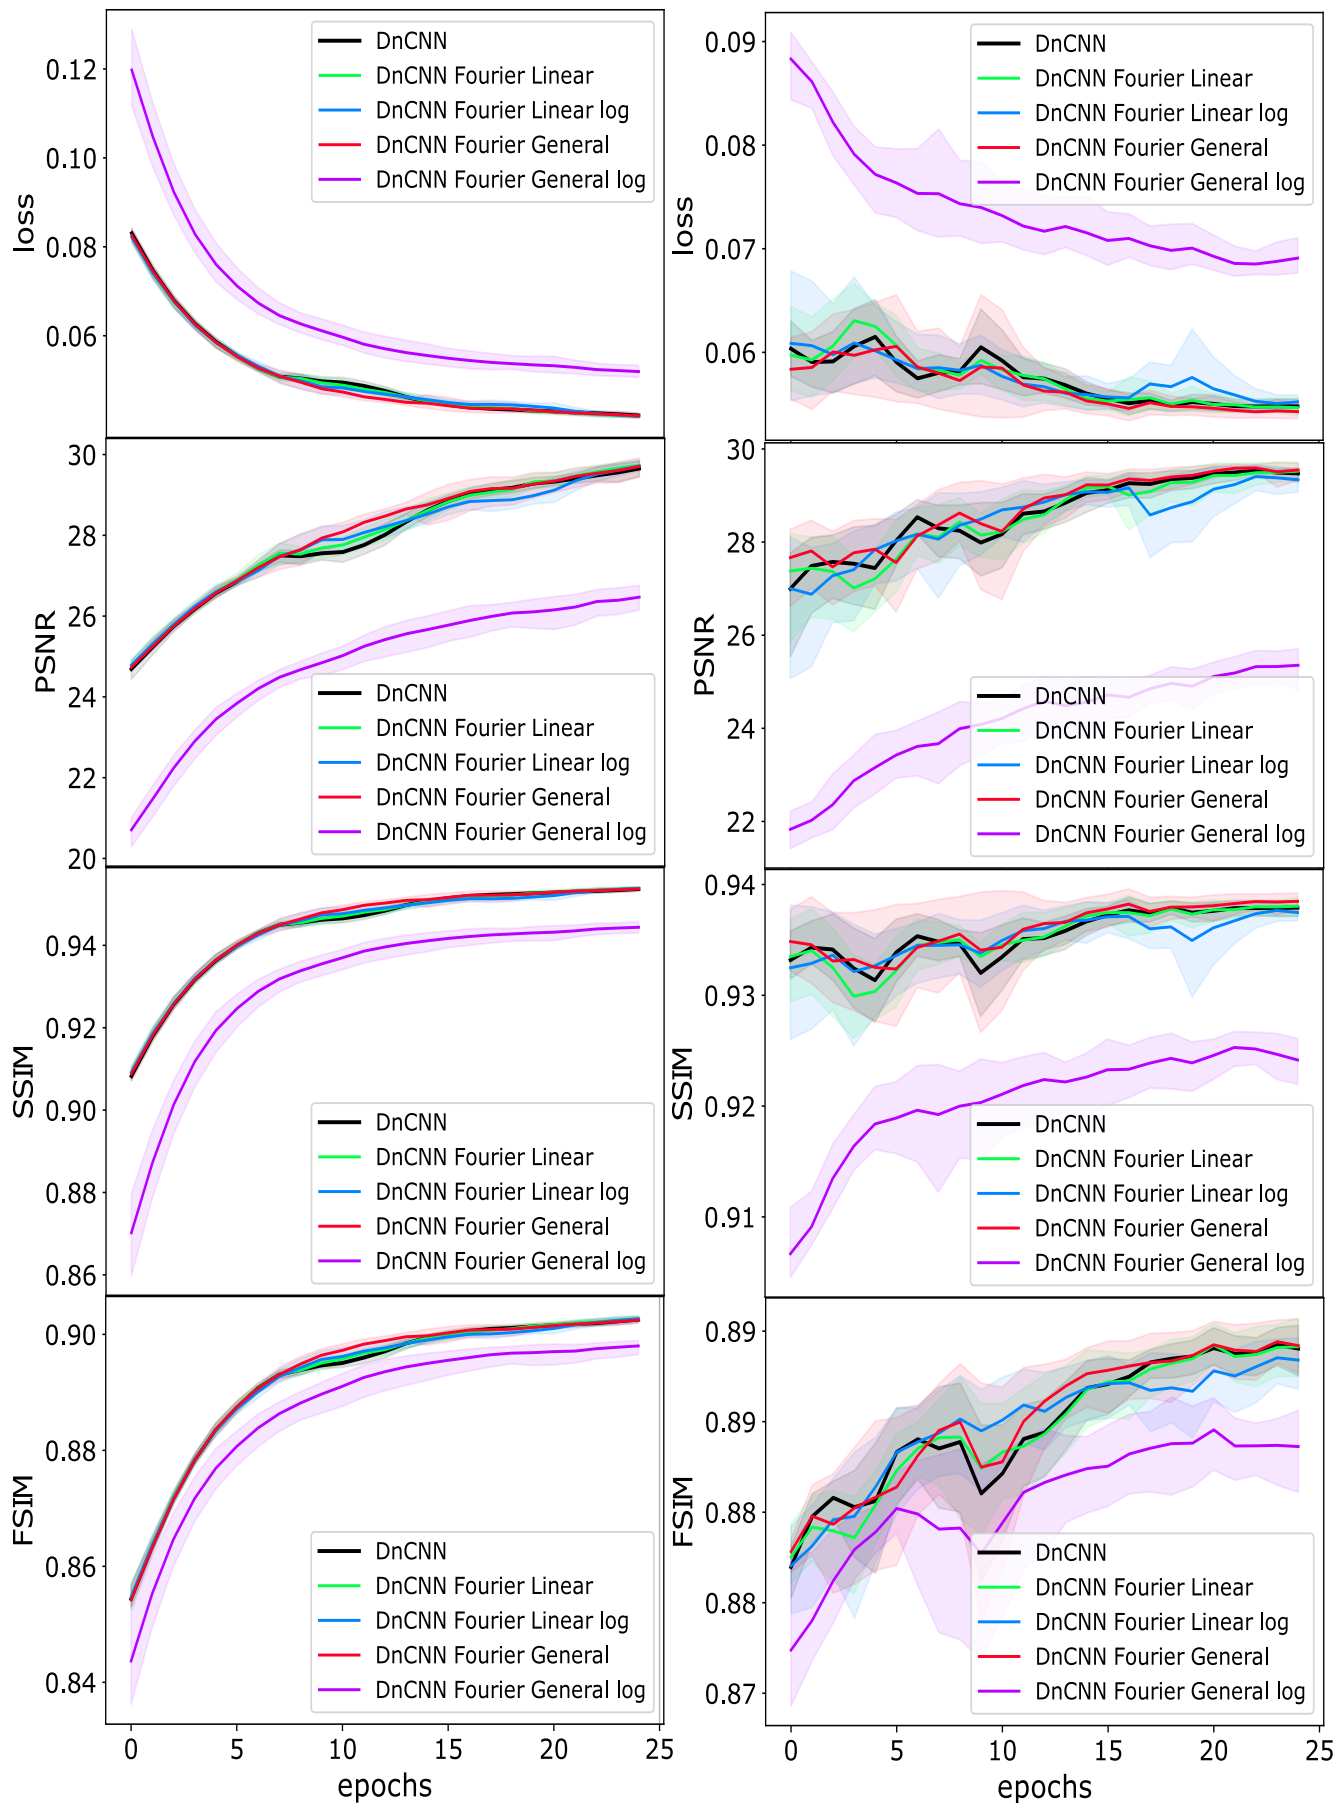 0.12
0.10
0.08
0.06
loss
DnCNN
DnCNN Fourier Linear
DnCNN Fourier Linear log
DnCNN Fourier General
DnCNN Fourier General log
0.09
0.08
0.07
0.06
loss
DnCNN
DnCNN Fourier Linear
DnCNN Fourier Linear log
DnCNN Fourier General
DnCNN Fourier General log
30
28
26
24
22
20
PSNR
DnCNN
DnCNN Fourier Linear
DnCNN Fourier Linear log
DnCNN Fourier General
DnCNN Fourier General log
30
28
26
24
22
PSNR
DnCNN
DnCNN Fourier Linear
DnCNN Fourier Linear log
DnCNN Fourier General
DnCNN Fourier General log
0.94
0.92
0.90
0.88
0.86
SSIM
DnCNN
DnCNN Fourier Linear
DnCNN Fourier Linear log
DnCNN Fourier General
DnCNN Fourier General log
0.94
0.93
0.92
0.91
SSIM
DnCNN
DnCNN Fourier Linear
DnCNN Fourier Linear log
DnCNN Fourier General
DnCNN Fourier General log
0.90
0.88
0.86
0.84
FSIM
DnCNN
DnCNN Fourier Linear
DnCNN Fourier Linear log
DnCNN Fourier General
DnCNN Fourier General log
0 5 10 15 20 25
epochs
0.89
0.89
0.88
0.88
0.87
FSIM
DnCNN
DnCNN Fourier Linear
DnCNN Fourier Linear log
DnCNN Fourier General
DnCNN Fourier General log
0 5 10 15 20 25
epochs